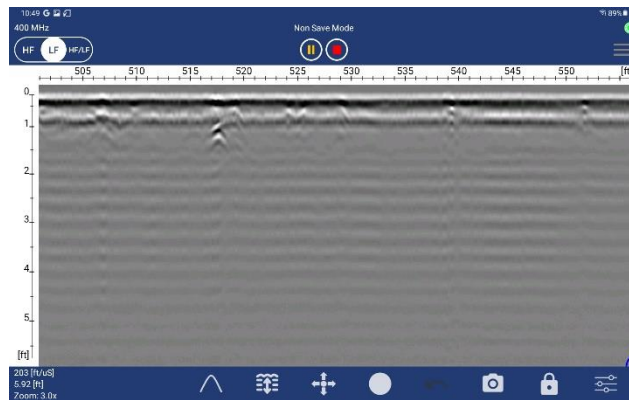 10:49 G
89%
400 MHz
Non Save Mode
HF LF HF/LF
505 510 515 520 525 530 535 540 545 550 [ft]
0
1
2
3
4
5
[ft]
203 [ft/uS]
5.92 [ft]
Zoom: 3.0x